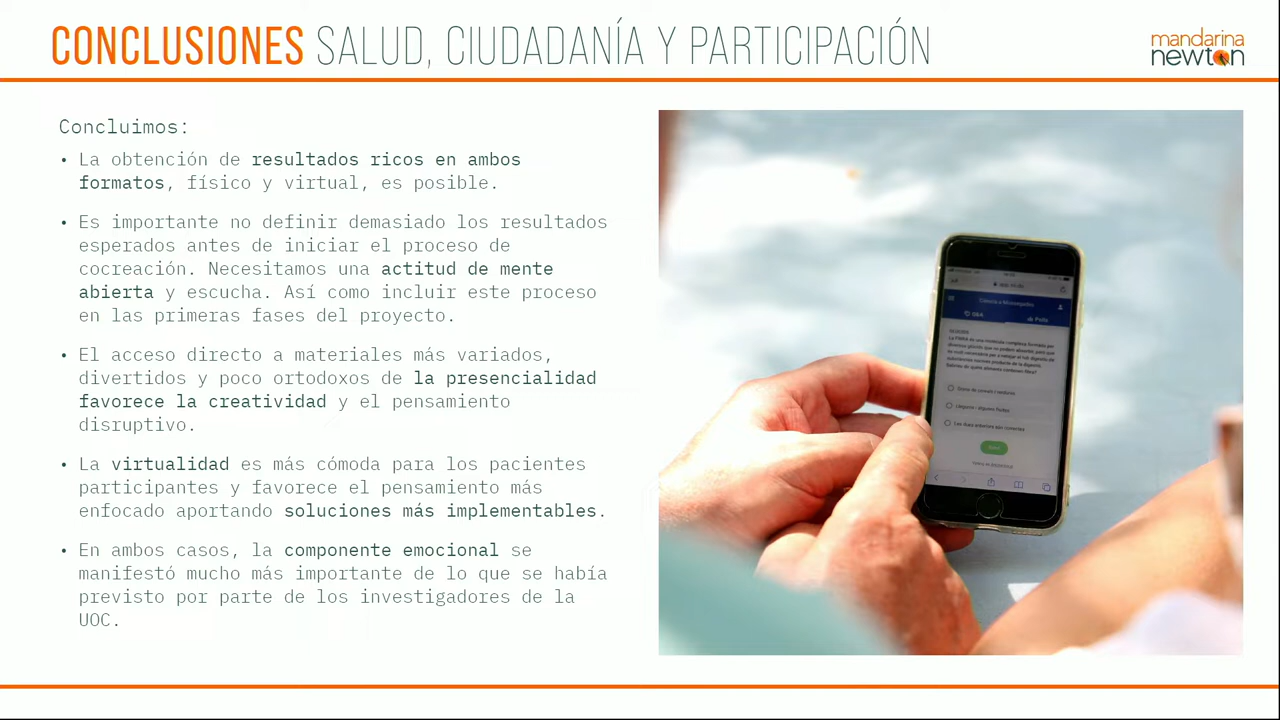 CONCLUSIONES SALUD, CIUDADANÍA Y PARTICIPACIÓN
mandarina
newton
Concluimos:
• La obtención de resultados ricos en ambos
formatos, físico y virtual, es posible.
• Es importante no definir demasiado los resultados
esperados antes de iniciar el proceso de
cocreación. Necesitamos una actitud de mente
abierta y escucha. Asi como incluir este proceso
en las primeras fases del proyecto.
• El acceso directo a materiales más variados,
divertidos y poco ortodoxos de la presencialidad
favorece la creatividad y el pensamiento
disruptivo.
• La virtualidad es más cómoda para los pacientes
participantes y favorece el pensamiento más
enfocado aportando soluciones más implementables.
• En ambos casos, la componente emocional se
manifestó mucho más importante de lo que se había
previsto por parte de los investigadores de la
UOC.
Q&A
Polls